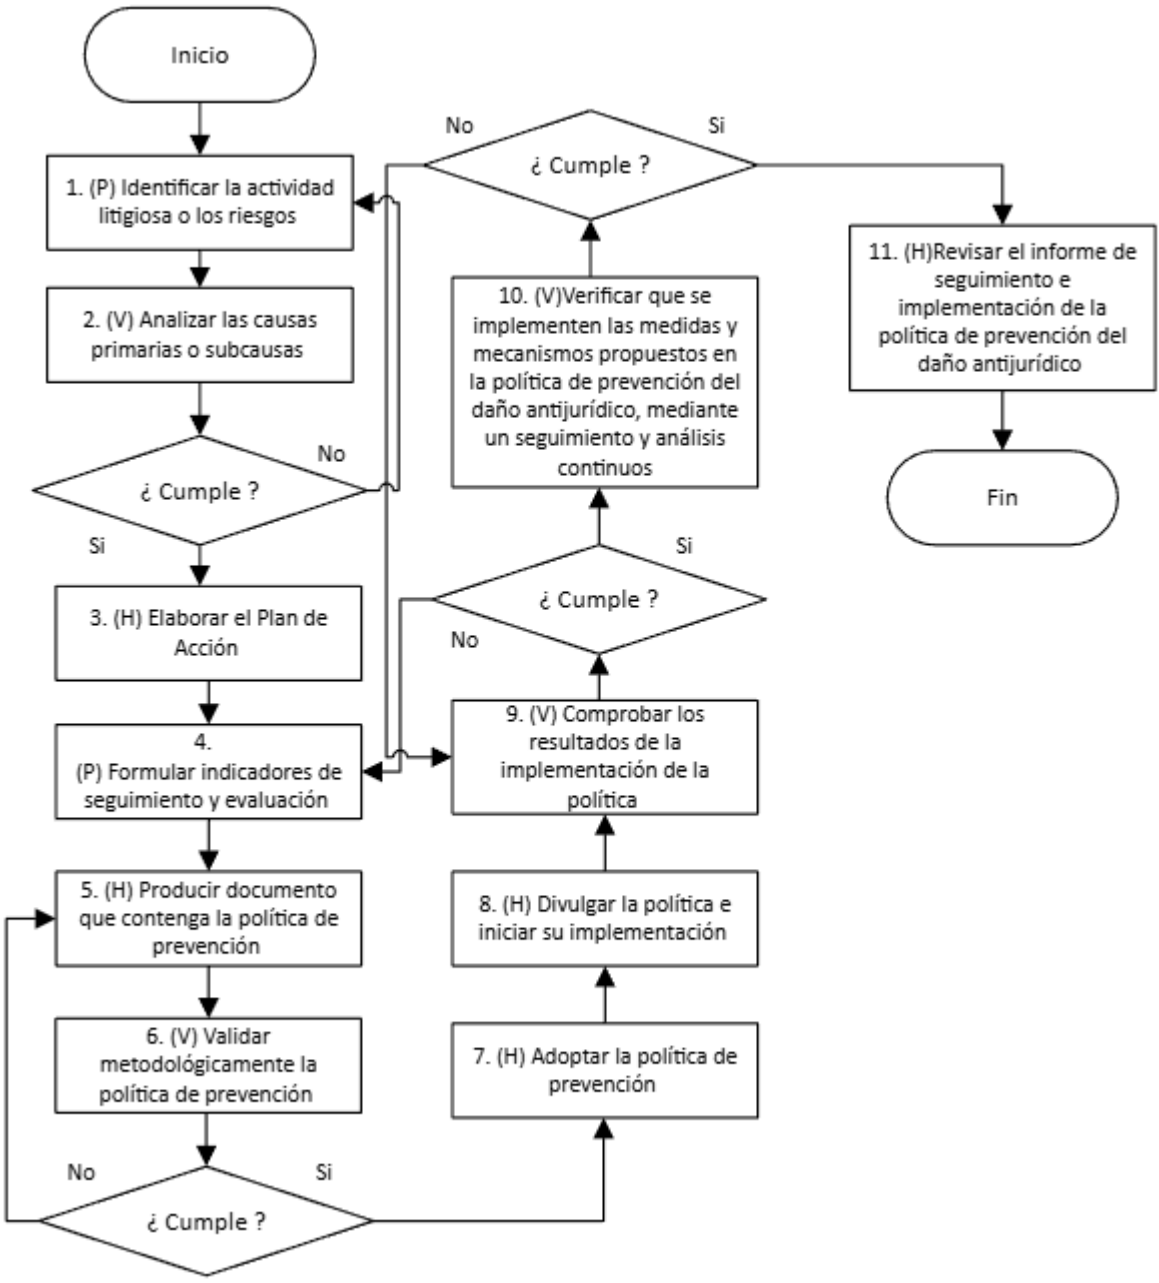 Inicio
1. (P) Identificar la actividad
litigiosa o los riesgos
2. (V) Analizar las causas
primarias o subcausas
No
¿ Cumple ?
Si
3. (H) Elaborar el Plan de
Acción
4.
(P) Formular indicadores de
seguimiento y evaluación
5. (H) Producir documento
que contenga la política de
prevención
6. (V) Validar
metodológicamente la
política de prevención
No
Si
¿ Cumple ?
7. (H) Adoptar la política de
prevención
8. (H) Divulgar la política e
iniciar su implementación
9. (V) Comprobar los
resultados de la
implementación de la
política
Si
¿ Cumple ?
No
10. (V)Verificar que se
implementen las medidas y
mecanismos propuestos en
la política de prevención del
daño antijurídico, mediante
un seguimiento y análisis
continuos
No
Si
¿ Cumple ?
11. (H)Revisar el informe de
seguimiento e
implementación de la
política de prevención del
daño antijurídico
Fin